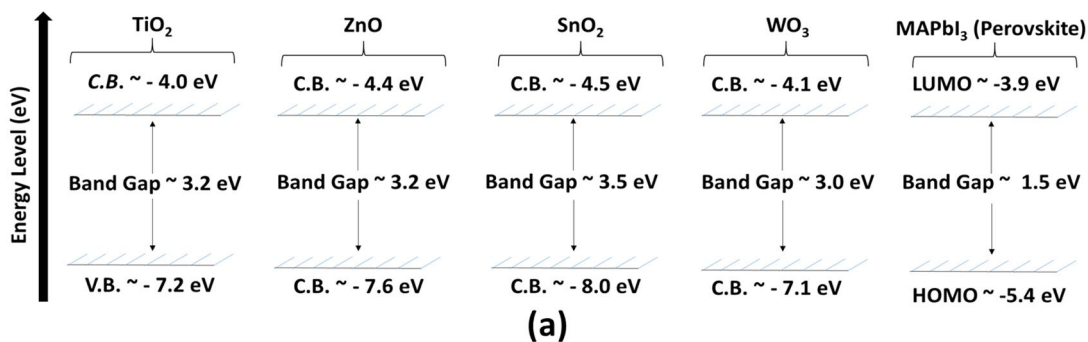 Energy Level (eV)
TiO₂
C.B. ~ - 4.0 eV
Band Gap ~ 3.2 eV
V.B. ~ - 7.2 eV
ZnO
C.B. ~ - 4.4 eV
Band Gap ~ 3.2 eV
C.B. ~ - 7.6 eV
SnO₂
C.B. ~ - 4.5 eV
Band Gap ~ 3.5 eV
C.B. ~ - 8.0 eV
WO₃
C.B. ~ - 4.1 eV
Band Gap ~ 3.0 eV
C.B. ~ - 7.1 eV
MAPbI₃ (Perovskite)
LUMO ~ -3.9 eV
Band Gap ~ 1.5 eV
HOMO ~ -5.4 eV
(a)